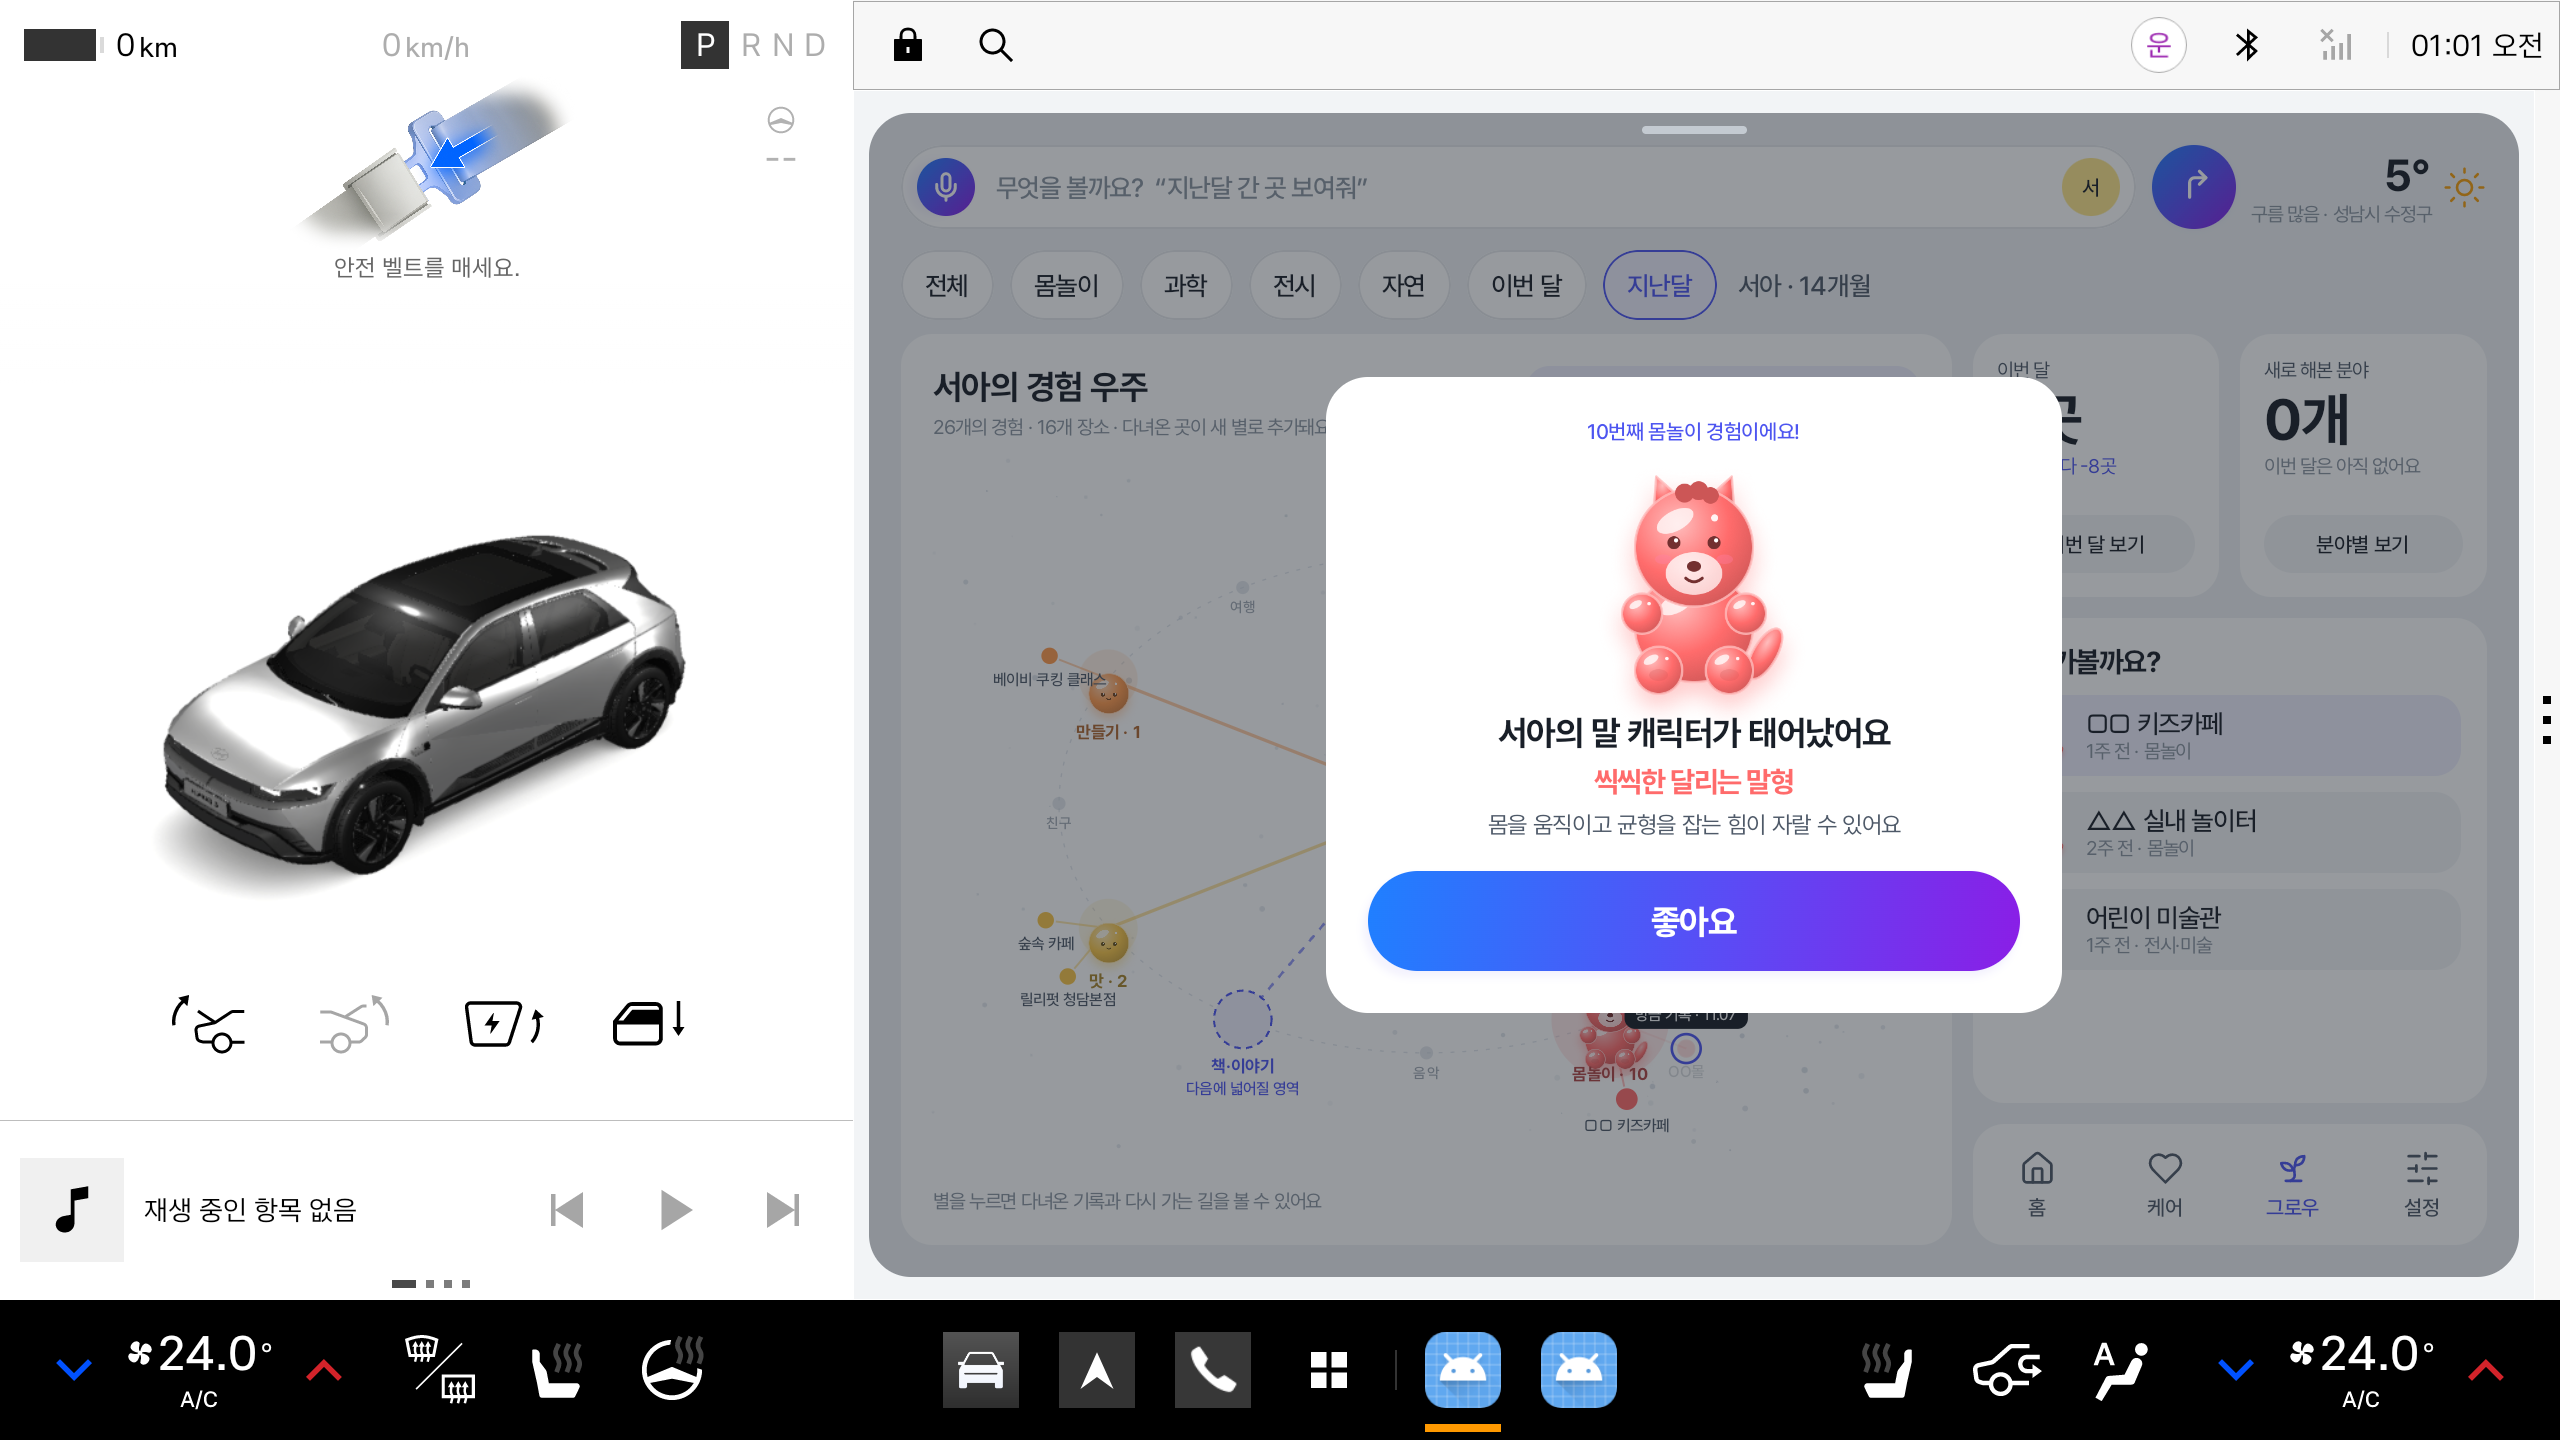 0 km
0 km/h
P R N D
안전 벨트를 매세요.
재생 중인 항목 없음
운
01:01 오전
무엇을 볼까요? “지난달 간 곳 보여줘”
서
5°
구름 많음 · 성남시 수정구
전체
몸놀이
과학
전시
자연
이번 달
지난달
서아 · 14개월
서아의 경험 우주
26개의 경험 · 16개 장소 · 다녀온 곳이 새 별로 추가돼요
여행
베이비 쿠킹 클래스
만들기 · 1
친구
숲속 카페
맛 · 2
릴리펏 청담본점
책·이야기
다음에 넓어질 영역
음악
몸놀이 · 10
○○몰
□□ 키즈카페
별을 누르면 다녀온 기록과 다시 가는 길을 볼 수 있어요
10번째 몸놀이 경험이에요!
서아의 말 캐릭터가 태어났어요
씩씩한 달리는 말형
몸을 움직이고 균형을 잡는 힘이 자랄 수 있어요
좋아요
이번 달
-8곳
달 보기
새로 해본 분야
0개
이번 달은 아직 없어요
분야별 보기
가볼까요?
□□ 키즈카페
1주 전 · 몸놀이
△△ 실내 놀이터
2주 전 · 몸놀이
어린이 미술관
1주 전 · 전시·미술
홈
케어
그로우
설정
24.0°
A/C
A
24.0°
A/C